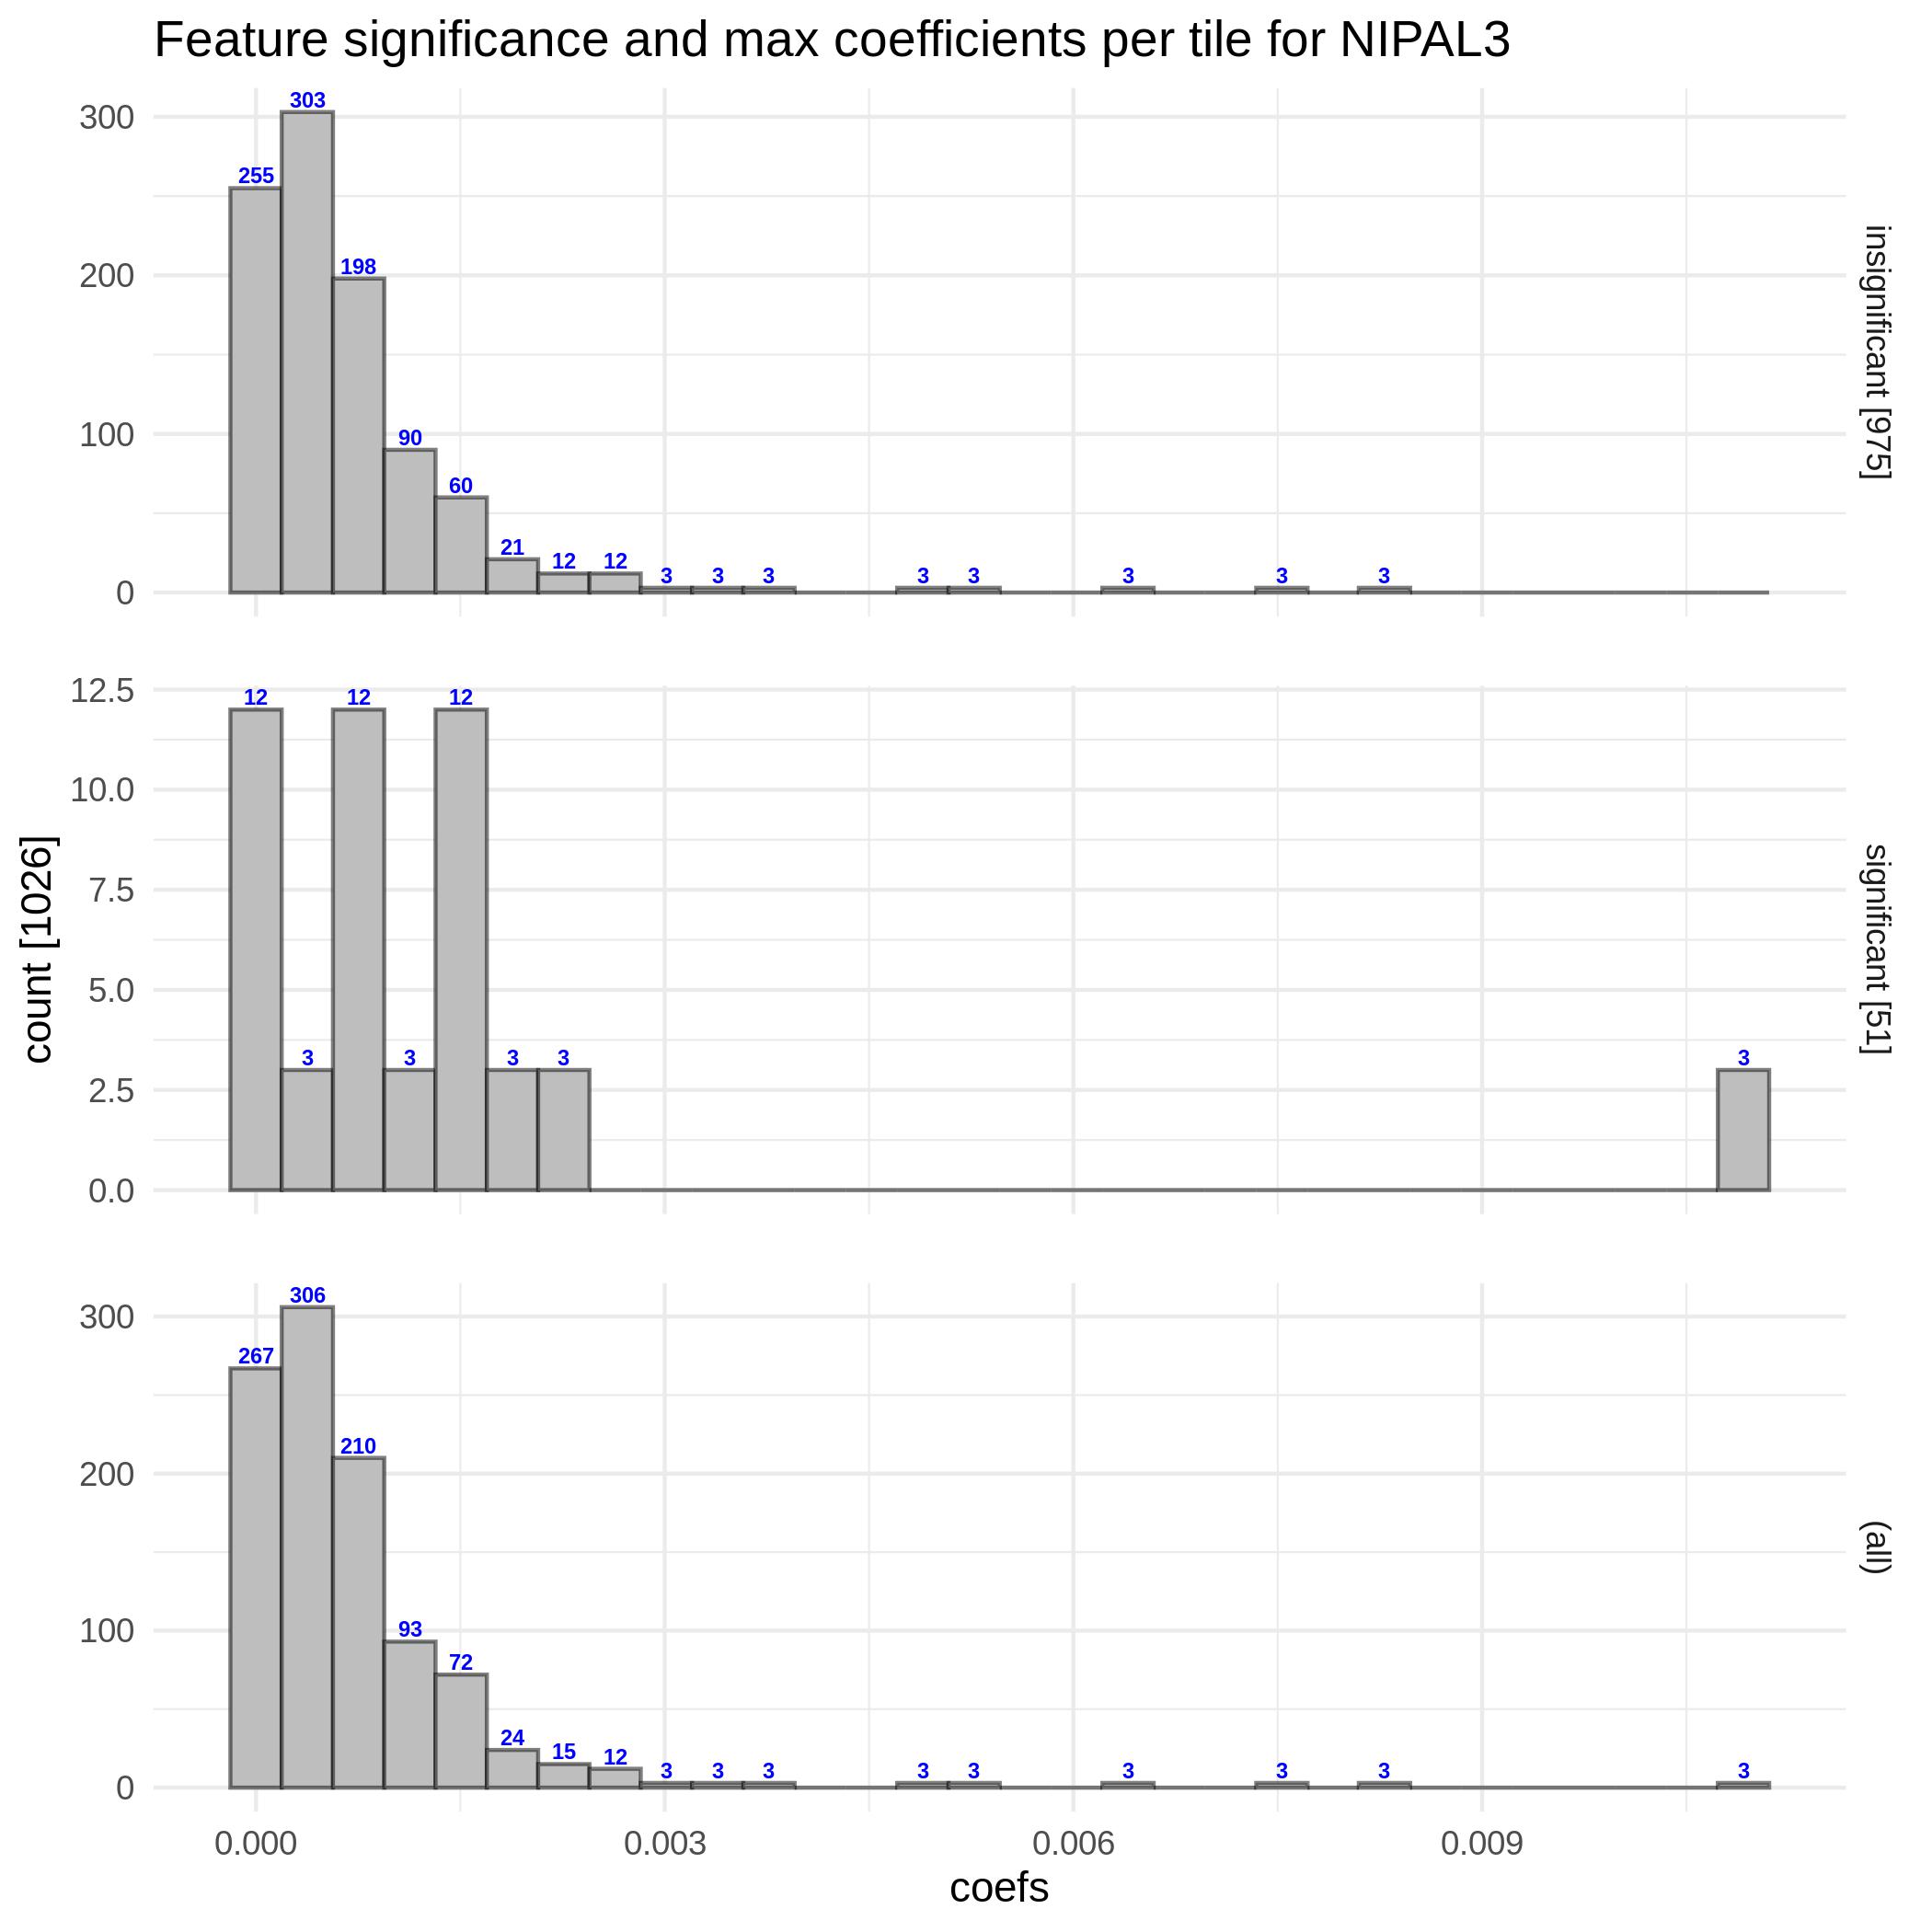 Feature significance and max coefficients per tile for NIPAL3
303
300
255
198
200
90
100
60
21
12 12
3 3 3 3 3 3 3 3
0
insignificant [975]
12.5
12 12 12
10.0
7.5
5.0
3 3 3 3 3
2.5
0.0
significant [51]
count [1026]
306
300
267
210
200
93
100
72
24
15
12
3 3 3 3 3 3 3 3 3
0
(all)
0.000 0.003 0.006 0.009
coefs